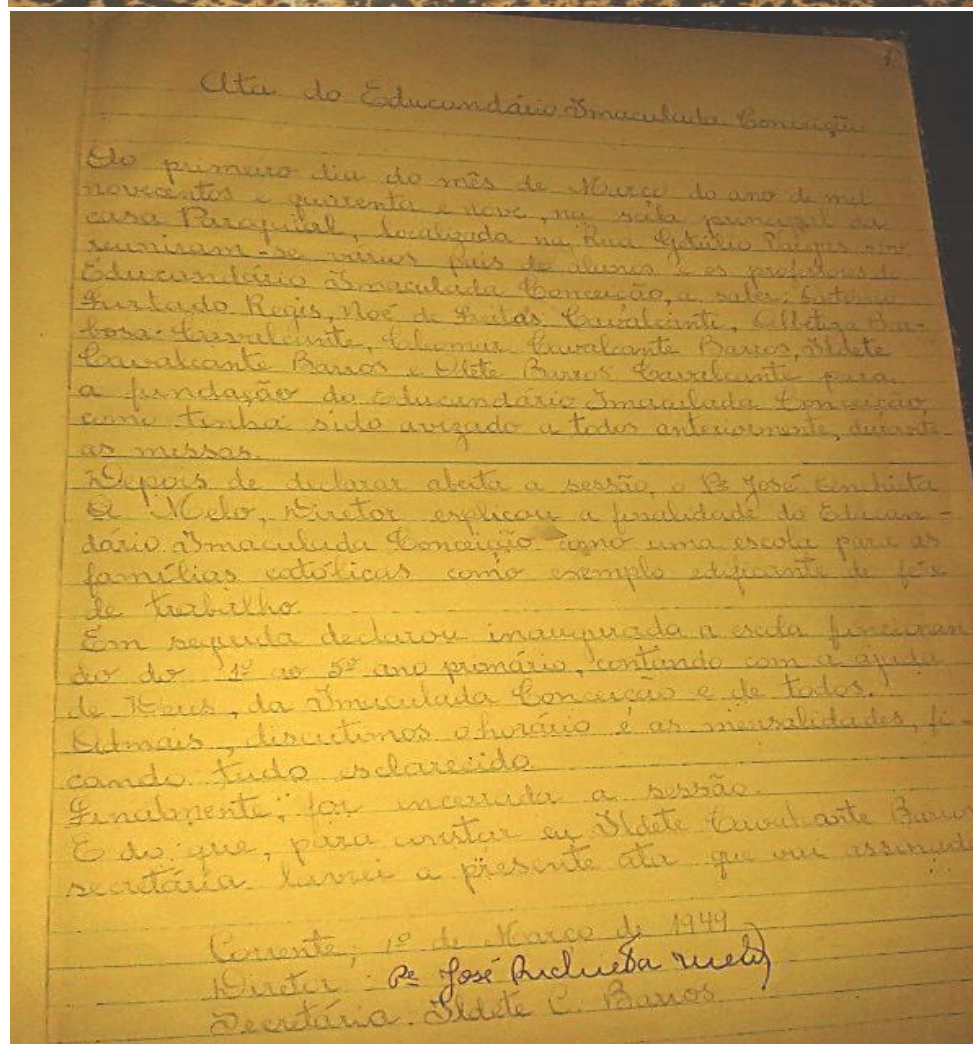 Ata do Educandário Imaculada Conceição
Ao primeiro dia do mês de Março do ano de mil
novecentos e quarenta e nove, na sala principal da
casa Paroquial, localizada na Rua Getúlio Vargas s/nº
reuniram-se vários pais de alunos e os professores do
Educandário Imaculada Conceição, a saber:
Furtado Regis, Noé de Freitas Cavalcante, Albetiza Bar-
bosa Cavalcante, Cavalcante Barros, Ildete
Cavalcante Barros e Barros Cavalcante para
a fundação do Educandário Imaculada Conceição,
como tinha sido avizado a todos anteriormente, durante
as missas.
Depois de declarar aberta a sessão, o Pe José Anchieta
Melo, Diretor explicou a finalidade do Educan-
dário Imaculada Conceição como uma escola para as
famílias católicas como exemplo edificante de fé e
de trabalho
Em seguida declarou inaugurada a escola funcionan
do do 1º ao 5º ano primário, contando com a ajuda
de Deus, da Imaculada Conceição e de todos.
Ademais, discutimos o horário e as mensalidades, fi-
cando tudo esclarecido
Finalmente, foi incerrada a sessão.
E do que, para constar eu Ildete Cavalcante Barros
secretária lavrei a presente ata que vai assinada
Corrente, 1º de Março de 1949
Diretor Pe José Anchieta Melo
Secretária. Ildete C. Barros